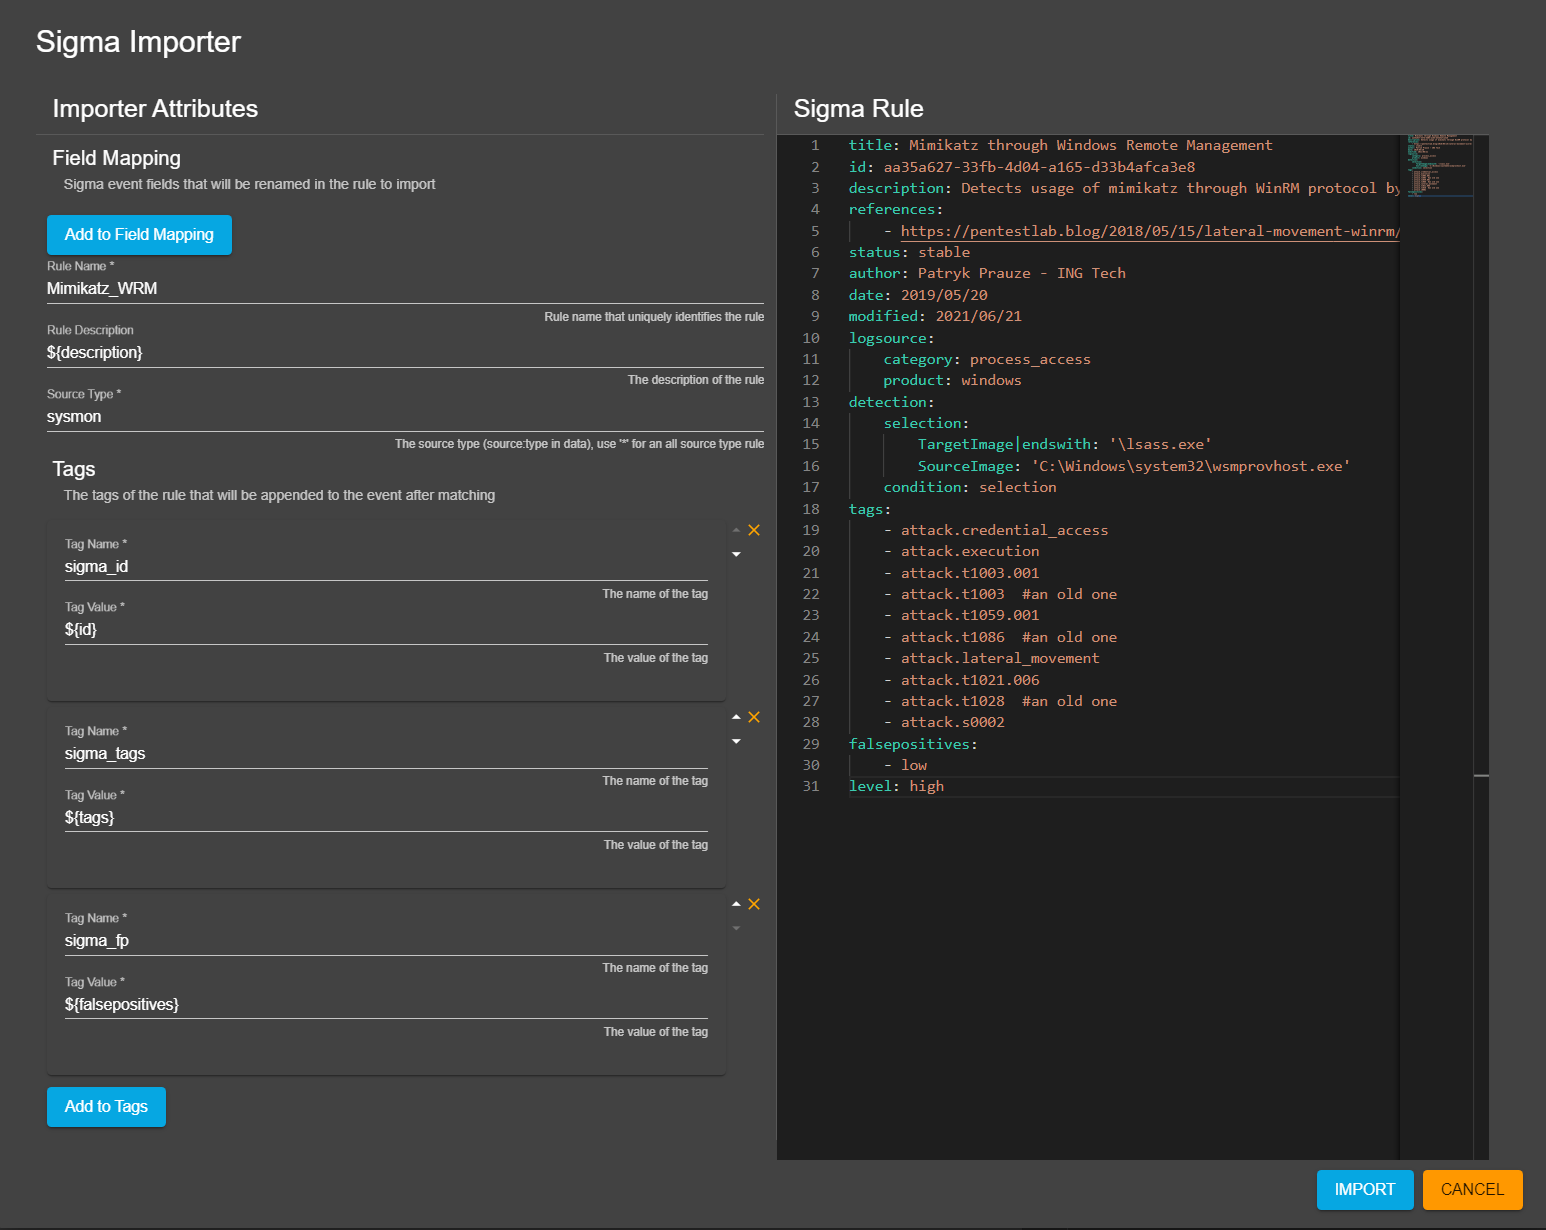 Sigma Importer
Importer Attributes
Field Mapping
Sigma event fields that will be renamed in the rule to import
Add to Field Mapping
Rule Name *
Mimikatz_WRM
Rule name that uniquely identifies the rule
Rule Description
${description}
The description of the rule
Source Type *
sysmon
The source type (source:type in data), use '*' for an all source type rule
Tags
The tags of the rule that will be appended to the event after matching
Tag Name *
sigma_id
The name of the tag
Tag Value *
${id}
The value of the tag
Tag Name *
sigma_tags
The name of the tag
Tag Value *
${tags}
The value of the tag
Tag Name *
sigma_fp
The name of the tag
Tag Value *
${falsepositives}
The value of the tag
Add to Tags
Sigma Rule
1 title: Mimikatz through Windows Remote Management
2 id: aa35a627-33fb-4d04-a165-d33b4afca3e8
3 description: Detects usage of mimikatz through WinRM protocol by
4 references:
5 - https://pentestlab.blog/2018/05/15/lateral-movement-winrm/
6 status: stable
7 author: Patryk Prauze - ING Tech
8 date: 2019/05/20
9 modified: 2021/06/21
10 logsource:
11 category: process_access
12 product: windows
13 detection:
14 selection:
15 TargetImage|endswith: '\lsass.exe'
16 SourceImage: 'C:\Windows\system32\wsmprovhost.exe'
17 condition: selection
18 tags:
19 - attack.credential_access
20 - attack.execution
21 - attack.t1003.001
22 - attack.t1003  #an old one
23 - attack.t1059.001
24 - attack.t1086  #an old one
25 - attack.lateral_movement
26 - attack.t1021.006
27 - attack.t1028  #an old one
28 - attack.s0002
29 falsepositives:
30 - low
31 level: high
IMPORT
CANCEL